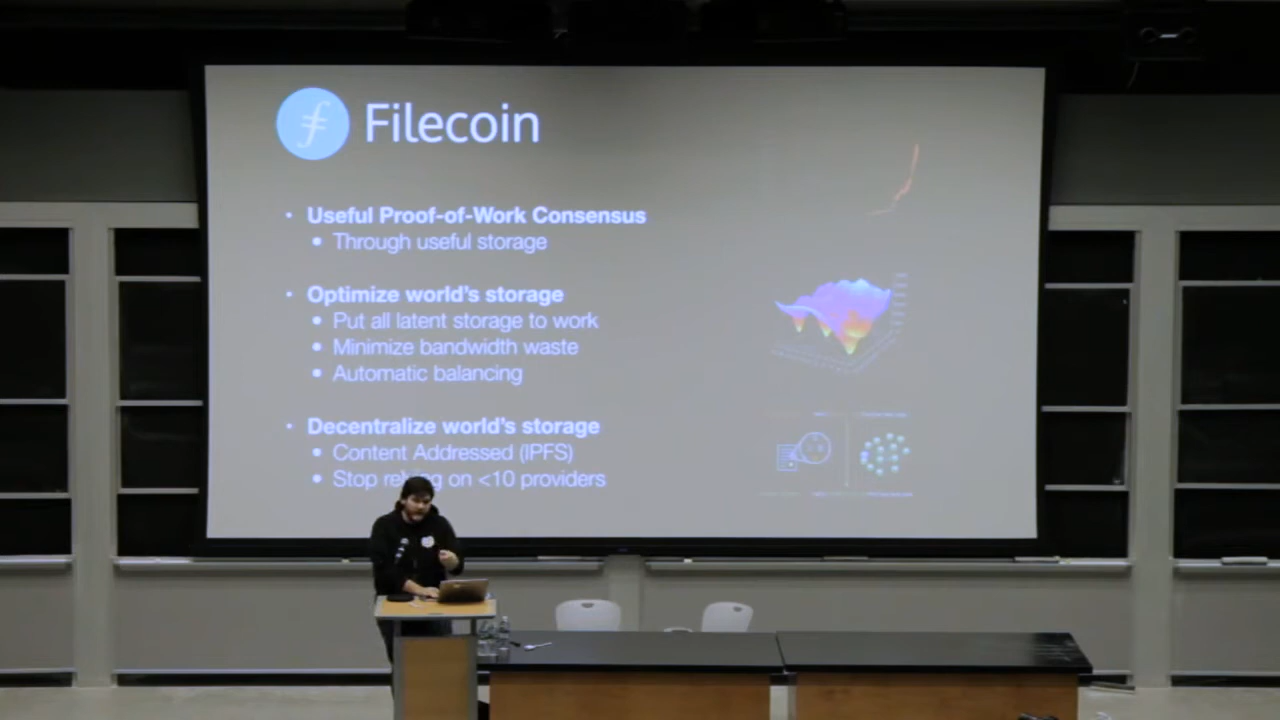 Filecoin
• Useful Proof-of-Work Consensus
• Through useful storage
• Optimize world's storage
• Put all latent storage to work
• Minimize bandwidth waste
• Automatic balancing
• Decentralize world's storage
• Content Addressed (IPFS)
• Stop on <10 providers